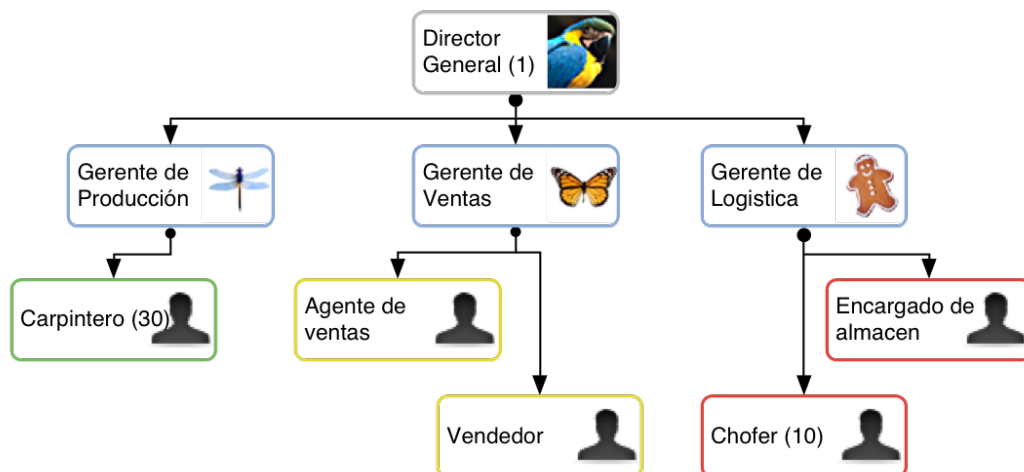 Director
General (1)
Gerente de
Producción
Gerente de
Ventas
Gerente de
Logistica
Carpintero (30)
Agente de
ventas
Encargado de
almacen
Vendedor
Chofer (10)